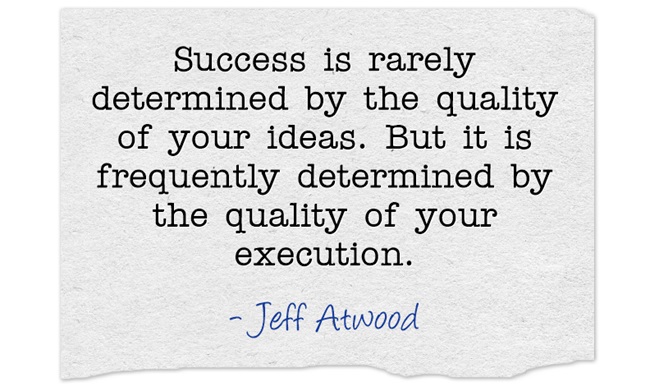 Success is rarely
determined by the quality
of your ideas. But it is
frequently determined by
the quality of your
execution.
- Jeff Atwood